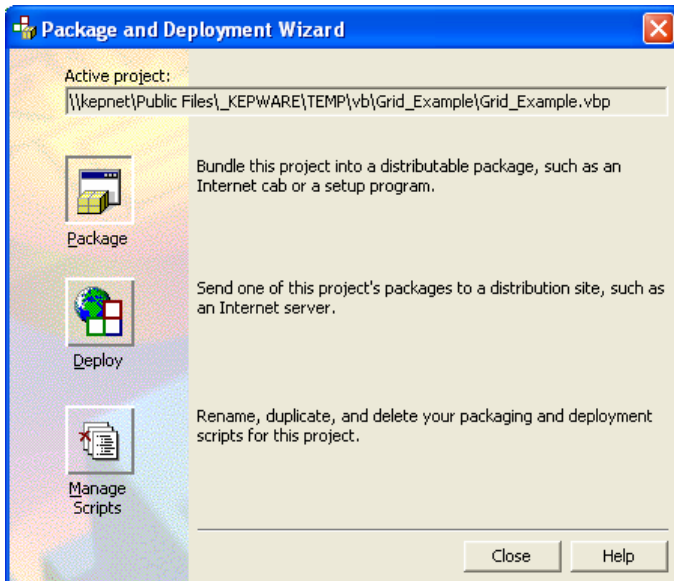 Package and Deployment Wizard
Active project:
\\kepnet\Public Files\_KEPWARE\TEMP\vb\Grid_Example\Grid_Example.vbp
Bundle this project into a distributable package, such as an
Internet cab or a setup program.
Package
Send one of this project's packages to a distribution site, such as
an Internet server.
Deploy
Rename, duplicate, and delete your packaging and deployment
scripts for this project.
Manage
Scripts
Close
Help